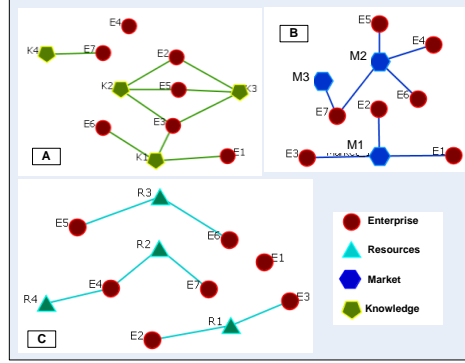 E4
K4
E7
E2
K2
E5
K3
E6
E3
K1
E1
A
E5
B
M2
E4
M3
E2
E6
E7
M1
E3
E1
R3
E5
E6
R2
E1
E4
E7
R4
E3
R1
E2
C
Enterprise
Resources
Market
Knowledge